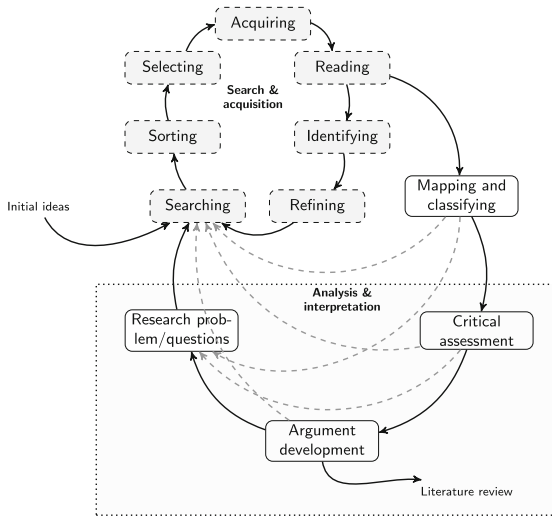 Acquiring
Selecting
Reading
Search &
acquisition
Sorting
Identifying
Mapping and
classifying
Initial ideas
Searching
Refining
Analysis &
interpretation
Research prob-
lem/questions
Critical
assessment
Argument
development
Literature review